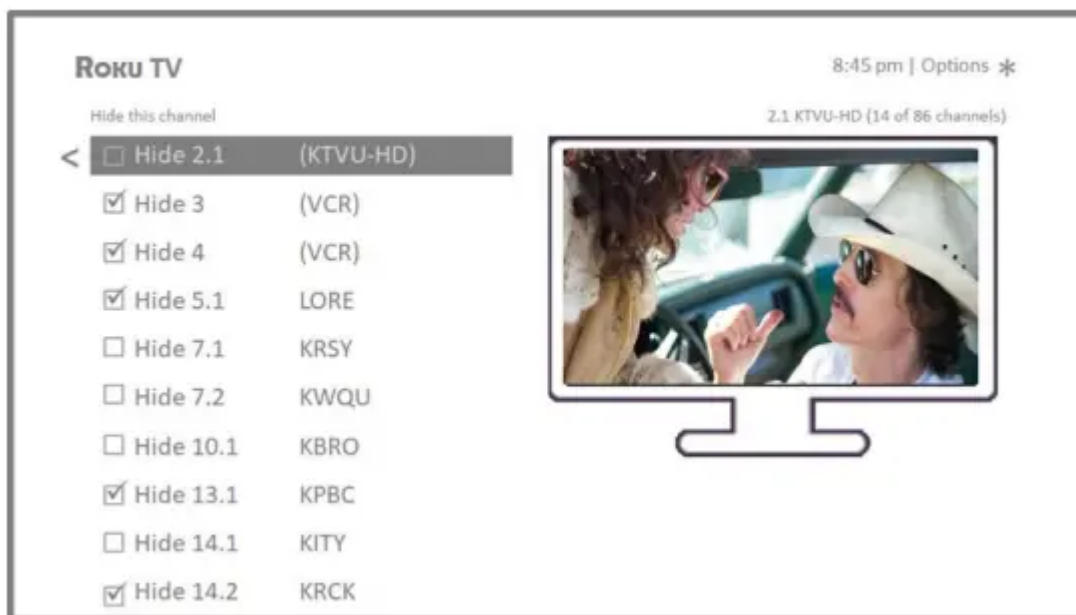 Roku TV
8:45 pm | Options *
Hide this channel
2.1 KTVU-HD (14 of 86 channels)
< Hide 2.1 (KTVU-HD)
Hide 3 (VCR)
Hide 4 (VCR)
Hide 5.1 LORE
Hide 7.1 KRSY
Hide 7.2 KWQU
Hide 10.1 KBRO
Hide 13.1 KPBC
Hide 14.1 KITY
Hide 14.2 KRCK